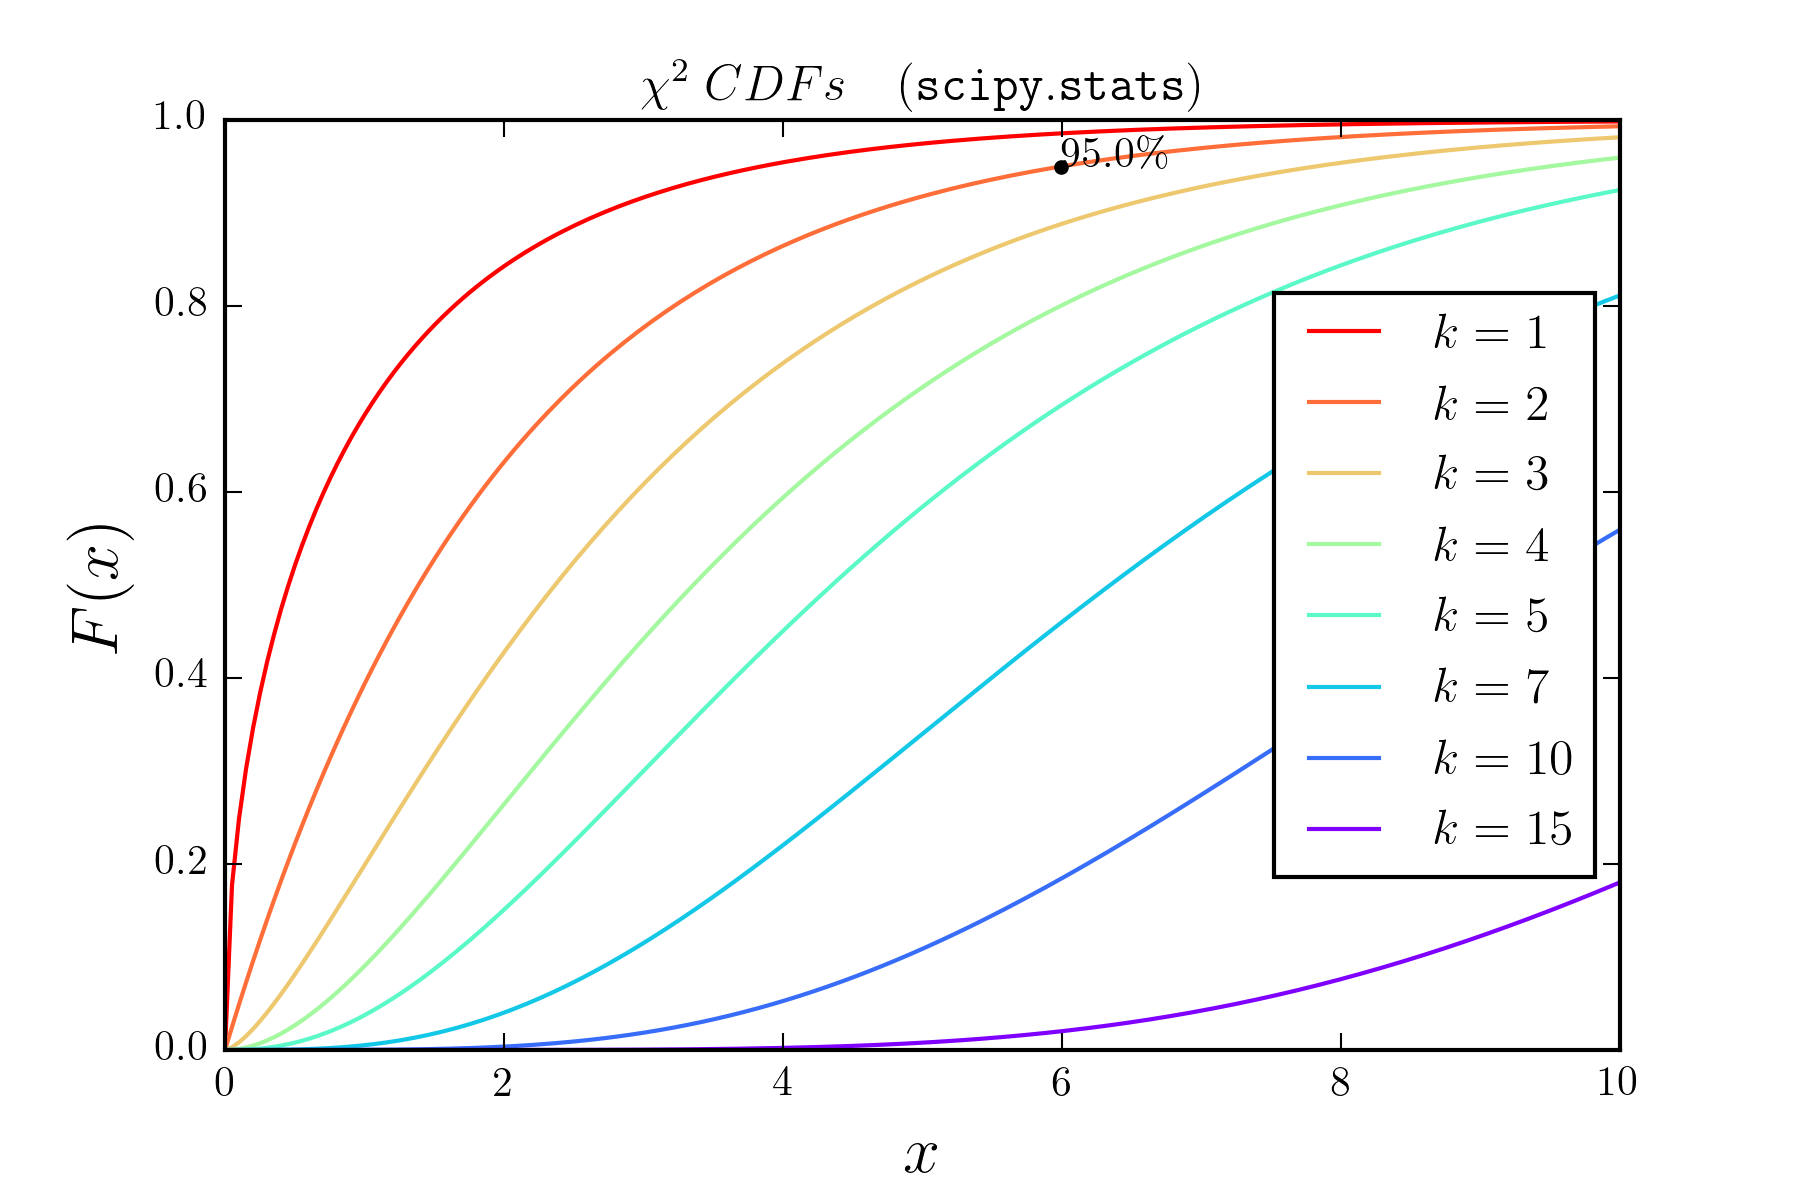 χ² CDFs (scipy.stats)
1.0
95.0%
0.8
0.6
0.4
0.2
0.0
F(x)
k = 1
k = 2
k = 3
k = 4
k = 5
k = 7
k = 10
k = 15
0 2 4 6 8 10
x